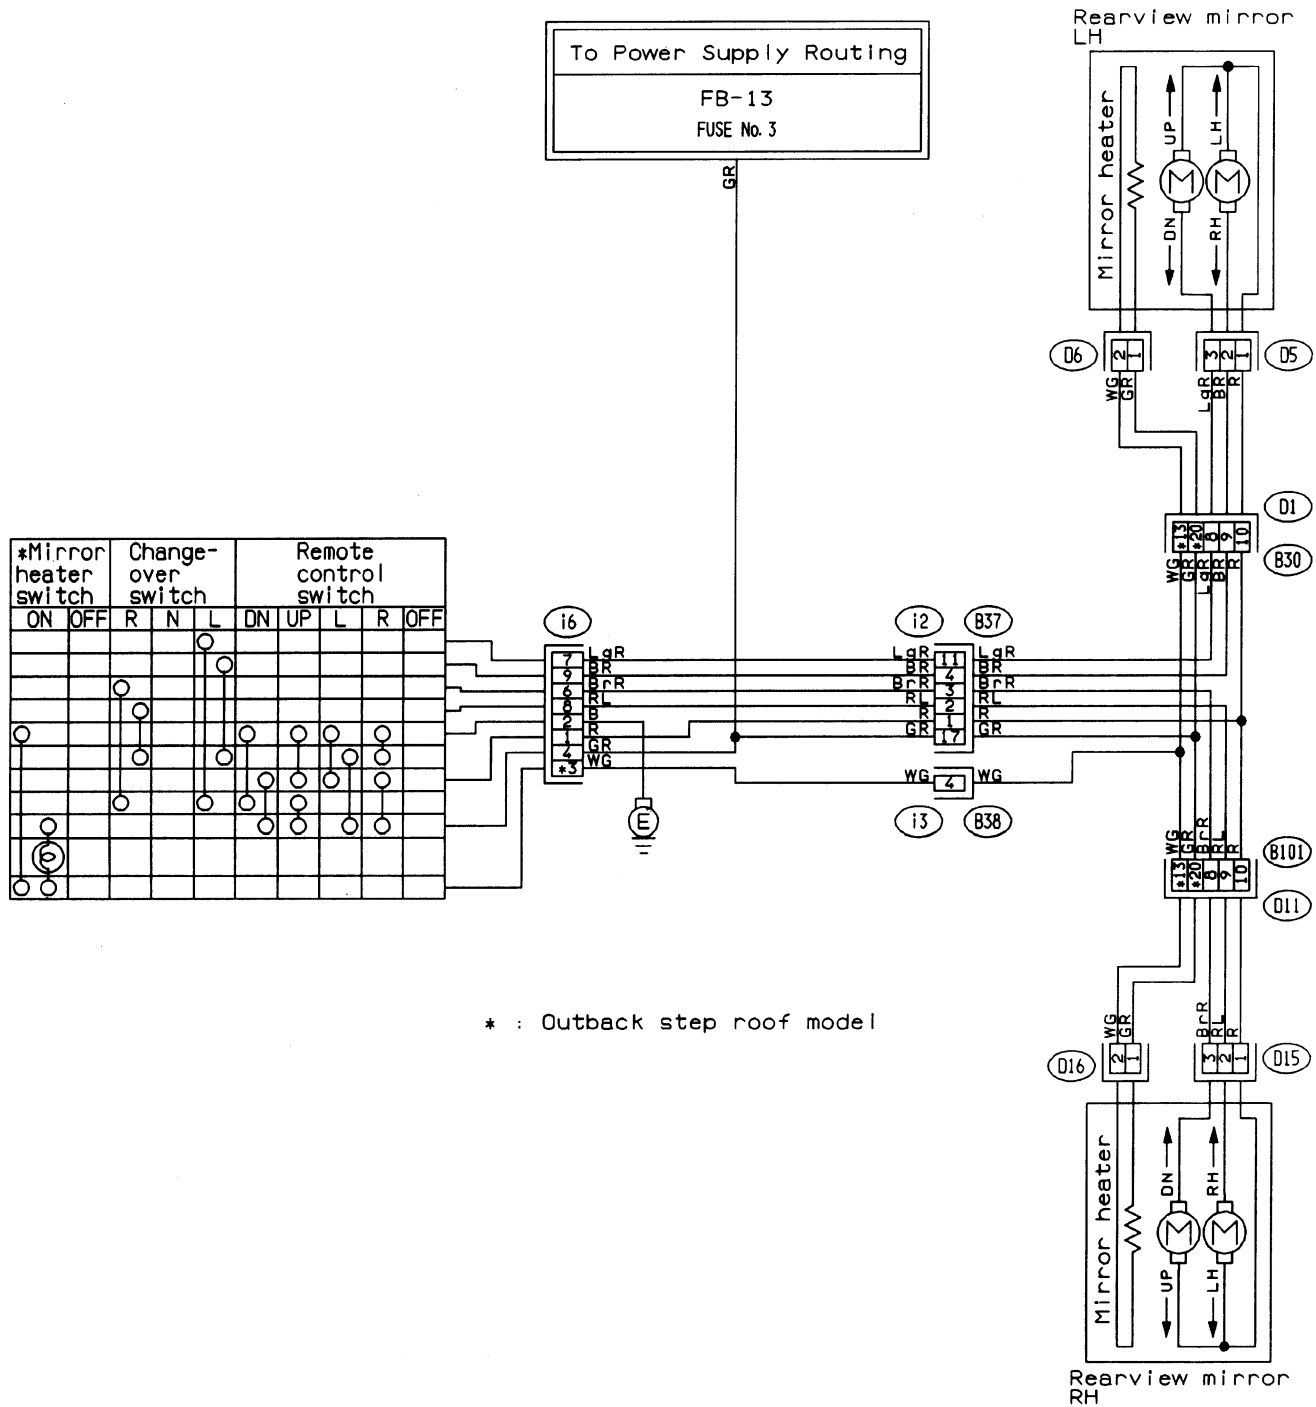 Rearview mirror
LH
To Power Supply Routing
FB-13
FUSE No. 3
GR
Mirror heater
UP
LH
DN
RH
D6
2
1
3
2
1
D5
WG
GR
LgR
BR
R
D1
*13
*20
8
9
10
B30
WG
GR
LgR
BR
R
*Mirror heater switch
Change-over switch
Remote control switch
ON
OFF
R
N
L
DN
UP
L
R
OFF
i6
i2
B37
7
LgR
LgR
11
LgR
9
BR
BR
4
BR
6
BrR
BrR
3
BrR
8
RL
RL
2
RL
2
B
R
1
R
1
R
GR
17
GR
4
GR
*3
WG
WG
4
WG
i3
B38
E
WG
GR
BrR
RL
R
B101
*13
*20
8
9
10
D11
* : Outback step roof model
WG
GR
BrR
RL
R
D16
2
1
3
2
1
D15
Mirror heater
DN
RH
UP
LH
Rearview mirror
RH